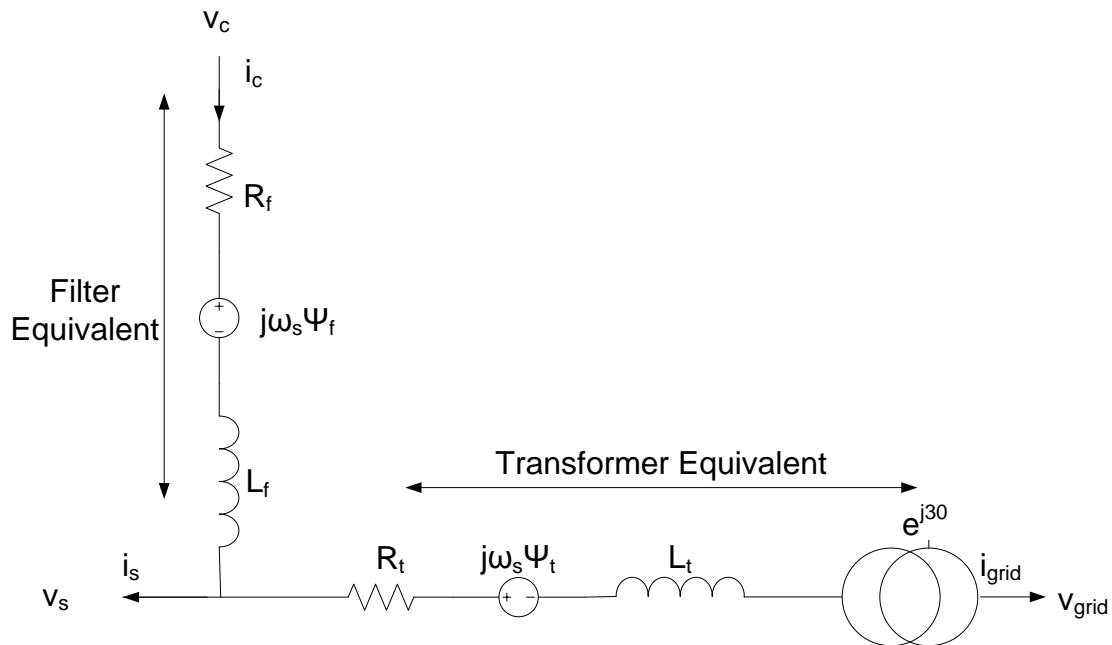 v_c
i_c
R_f
Filter
Equivalent
jω_sΨ_f
L_f
Transformer Equivalent
e^{j30}
i_s
R_t
jω_sΨ_t
L_t
i_grid
v_s
v_grid